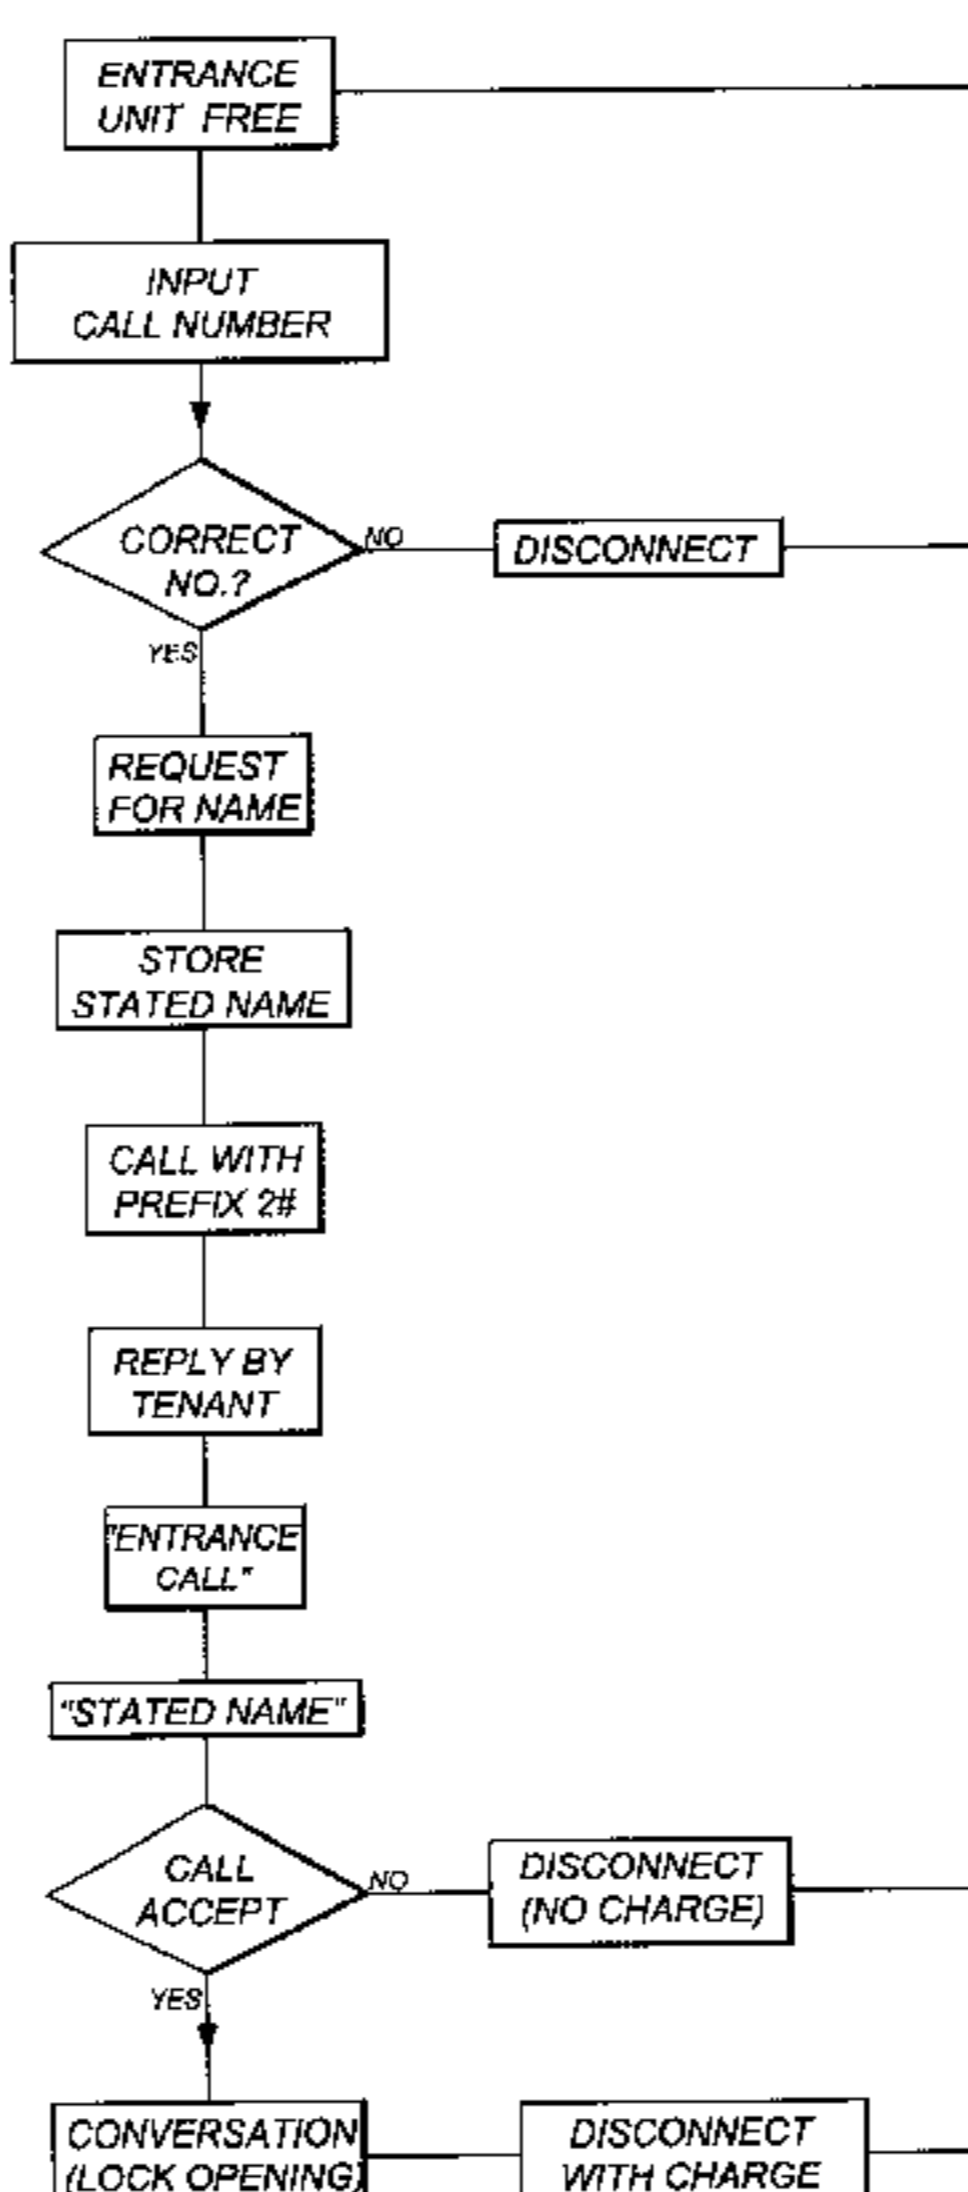 ENTRANCE
UNIT FREE
INPUT
CALL NUMBER
CORRECT
NO.?
NO
DISCONNECT
YES
REQUEST
FOR NAME
STORE
STATED NAME
CALL WITH
PREFIX 2#
REPLY BY
TENANT
"ENTRANCE
CALL"
"STATED NAME"
CALL
ACCEPT
NO
DISCONNECT
(NO CHARGE)
YES
CONVERSATION
(LOCK OPENING)
DISCONNECT
WITH CHARGE